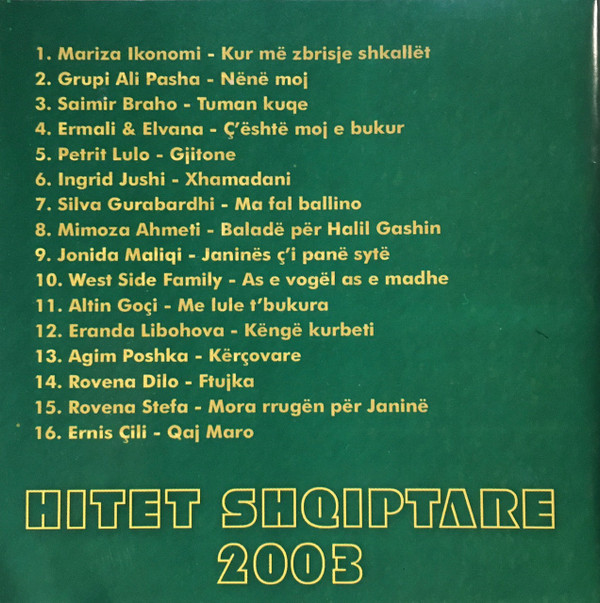 1. Mariza Ikonomi - Kur më zbrisje shkallët
2. Grupi Ali Pasha - Nënë moj
3. Saimir Braho - Tuman kuqe
4. Ermali & Elvana - Ç'është moj e bukur
5. Petrit Lulo - Gjitone
6. Ingrid Jushi - Xhamadani
7. Silva Gurabardhi - Ma fal ballino
8. Mimoza Ahmeti - Baladë për Halil Gashin
9. Jonida Maliqi - Janinës ç'i panë sytë
10. West Side Family - As e vogël as e madhe
11. Altin Goçi - Me lule t'bukura
12. Eranda Libohova - Këngë kurbeti
13. Agim Poshka - Kërçovare
14. Rovena Dilo - Ftujka
15. Rovena Stefa - Mora rrugën për Janinë
16. Ernis Çili - Qaj Maro
HITET SHQIPTARE
2003